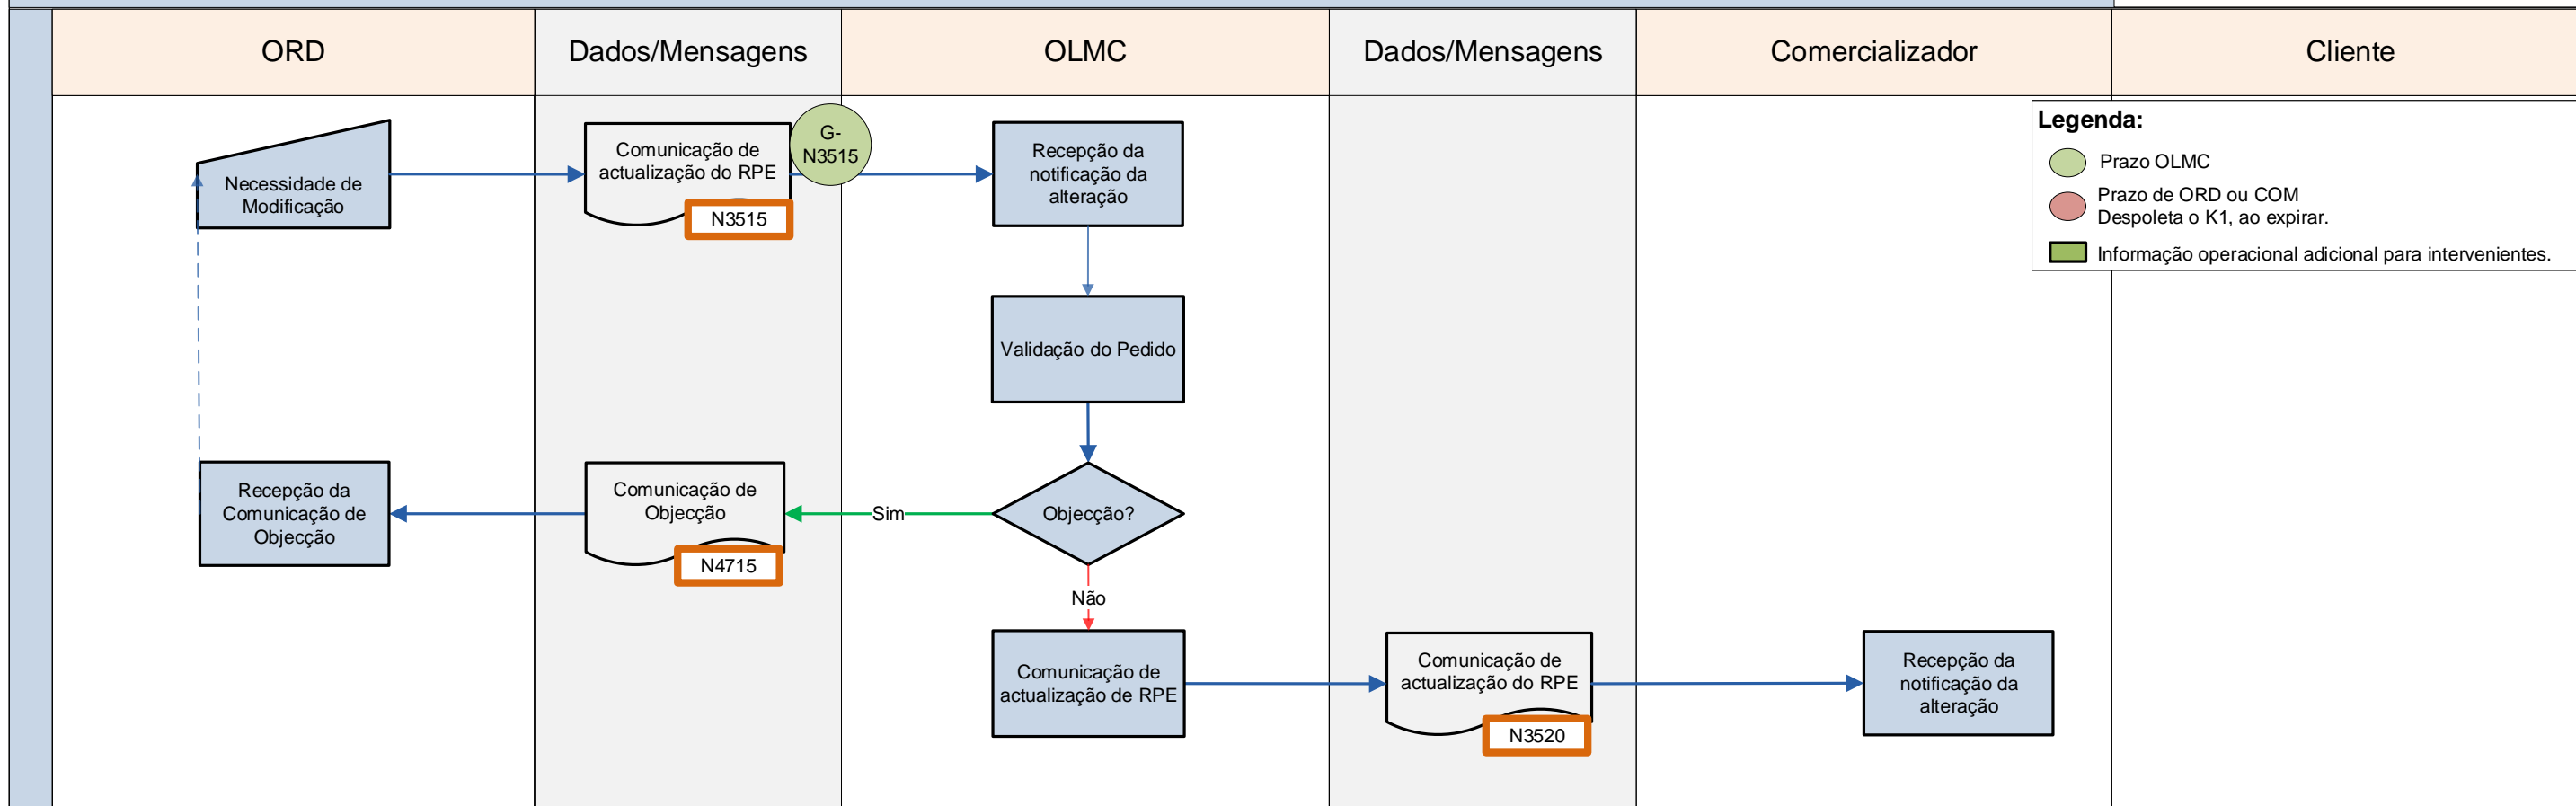 ORD
Dados/Mensagens
OLMC
Dados/Mensagens
Comercializador
Cliente
Necessidade de
Modificação
Comunicação de
actualização do RPE
N3515
G-
N3515
Recepção da
notificação da
alteração
Legenda:
Prazo OLMC
Prazo de ORD ou COM
Despoleta o K1, ao expirar.
Informação operacional adicional para intervenientes.
Validação do Pedido
Recepção da
Comunicação de
Objecção
Comunicação de
Objecção
N4715
Sim
Objecção?
Não
Comunicação de
actualização de RPE
Comunicação de
actualização do RPE
N3520
Recepção da
notificação da
alteração